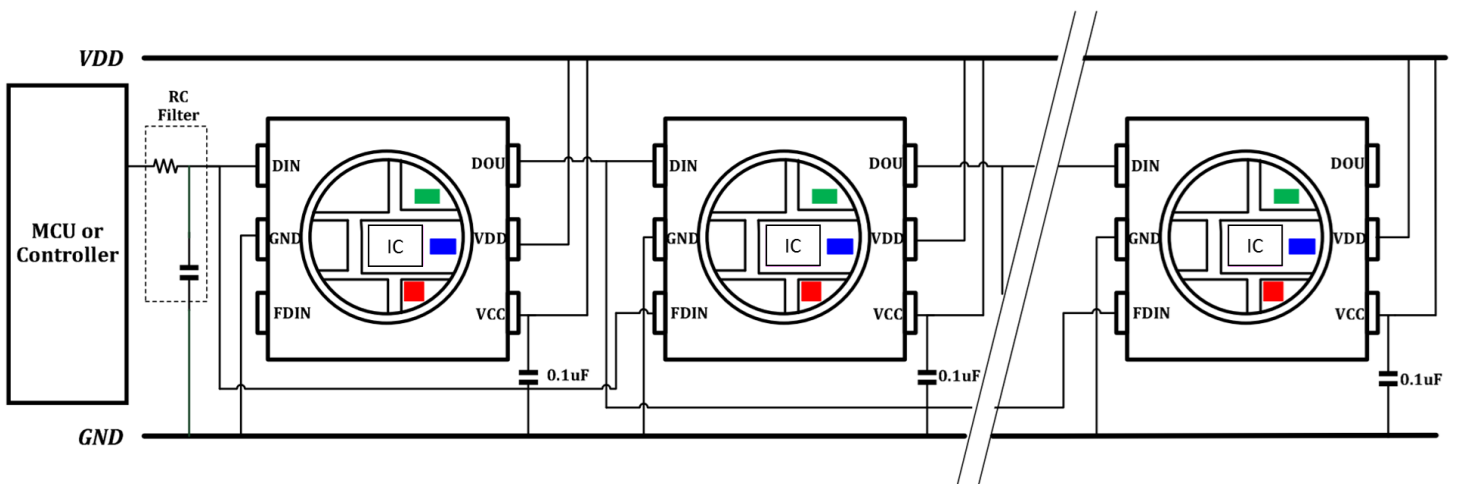 VDD
RC
Filter
MCU or
Controller
DIN
DOU
GND
IC
VDD
FDIN
VCC
0.1uF
DIN
DOU
GND
IC
VDD
FDIN
VCC
0.1uF
DIN
DOU
GND
IC
VDD
FDIN
VCC
0.1uF
GND